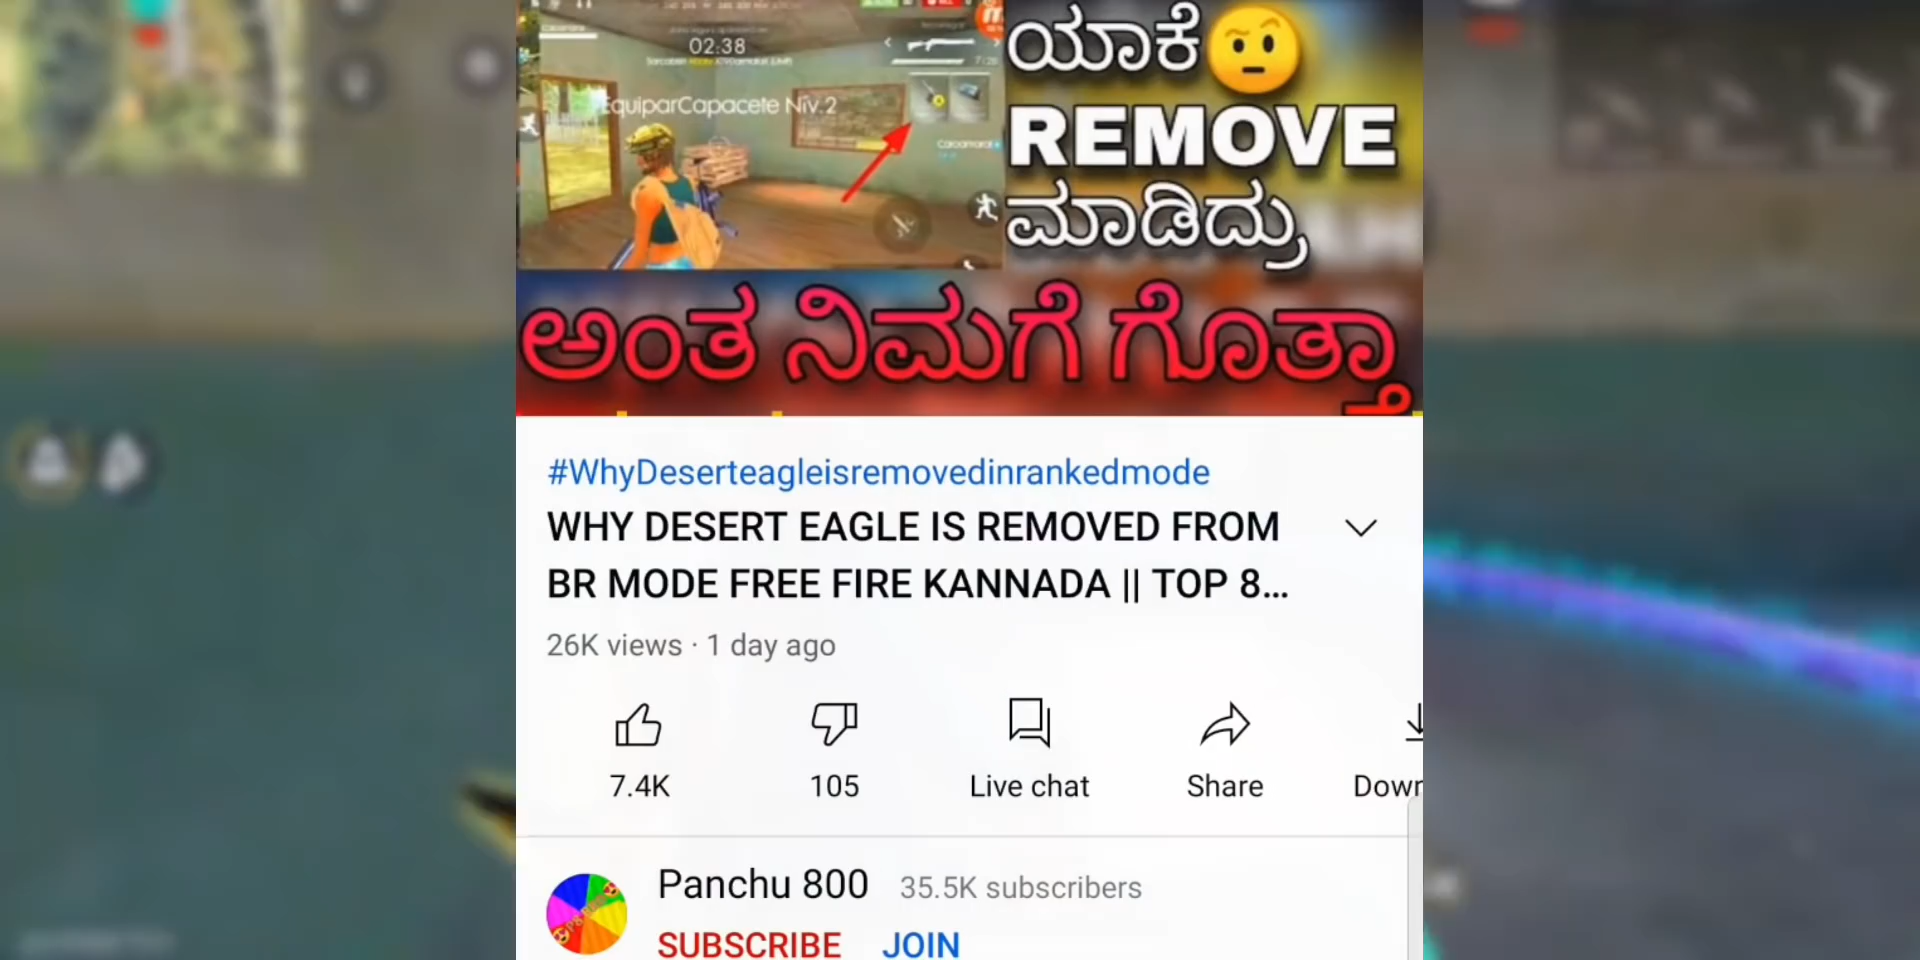 02:38
EquiparCapacete Nív.2
ಯಾಕೆ
REMOVE
ಮಾಡಿದ್ರು
ಅಂತ ನಿಮಗೆ ಗೊತ್ತಾ
#WhyDeserteagleisremovedinrankedmode
WHY DESERT EAGLE IS REMOVED FROM
BR MODE FREE FIRE KANNADA || TOP 8...
26K views · 1 day ago
7.4K 105 Live chat Share Down
Panchu 800 35.5K subscribers
SUBSCRIBE JOIN